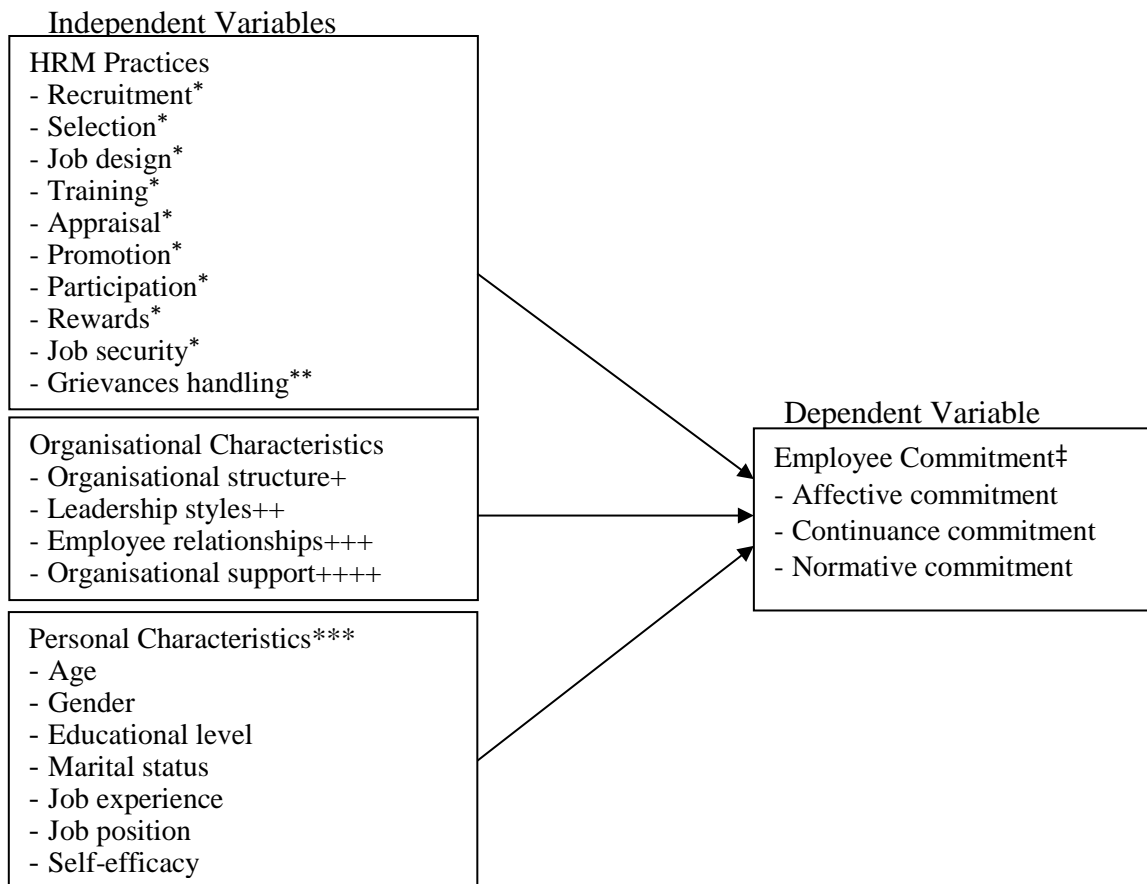 Independent Variables
HRM Practices
- Recruitment*
- Selection*
- Job design*
- Training*
- Appraisal*
- Promotion*
- Participation*
- Rewards*
- Job security*
- Grievances handling**
Organisational Characteristics
- Organisational structure+
- Leadership styles++
- Employee relationships+++
- Organisational support++++
Personal Characteristics***
- Age
- Gender
- Educational level
- Marital status
- Job experience
- Job position
- Self-efficacy
Dependent Variable
Employee Commitment‡
- Affective commitment
- Continuance commitment
- Normative commitment